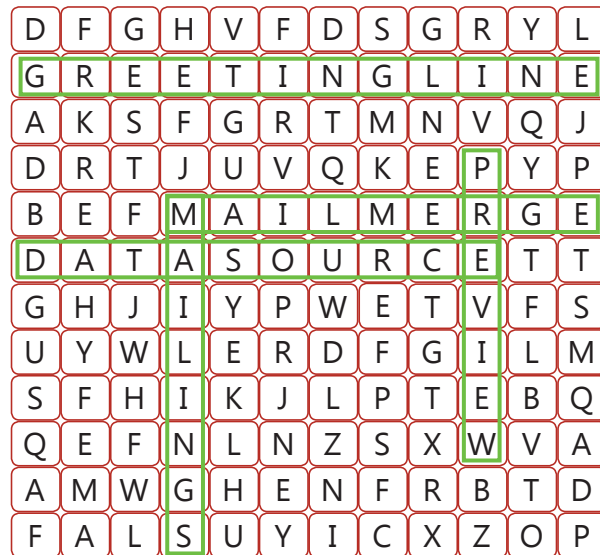 D F G H V F D S G R Y L
G R E E T I N G L I N E
A K S F G R T M N V Q J
D R T J U V Q K E P Y P
B E F M A I L M E R G E
D A T A S O U R C E T T
G H J I Y P W E T V F S
U Y W L E R D F G I L M
S F H I K J L P T E B Q
Q E F N L N Z S X W V A
A M W G H E N F R B T D
F A L S U Y I C X Z O P